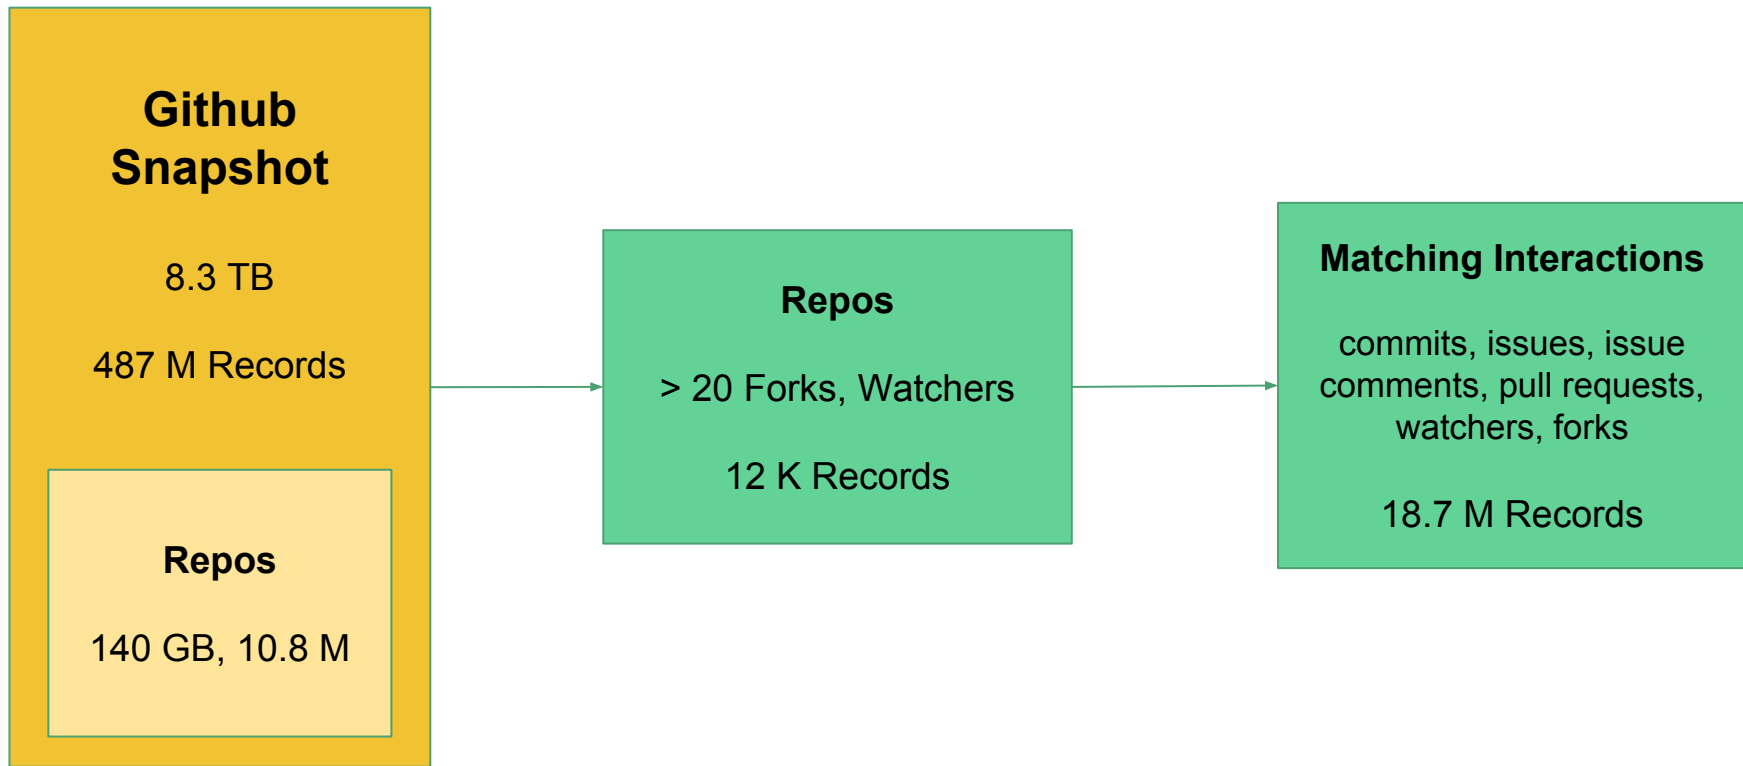 Github
Snapshot
8.3 TB
487 M Records
Repos
140 GB, 10.8 M
Repos
> 20 Forks, Watchers
12 K Records
Matching Interactions
commits, issues, issue
comments, pull requests,
watchers, forks
18.7 M Records